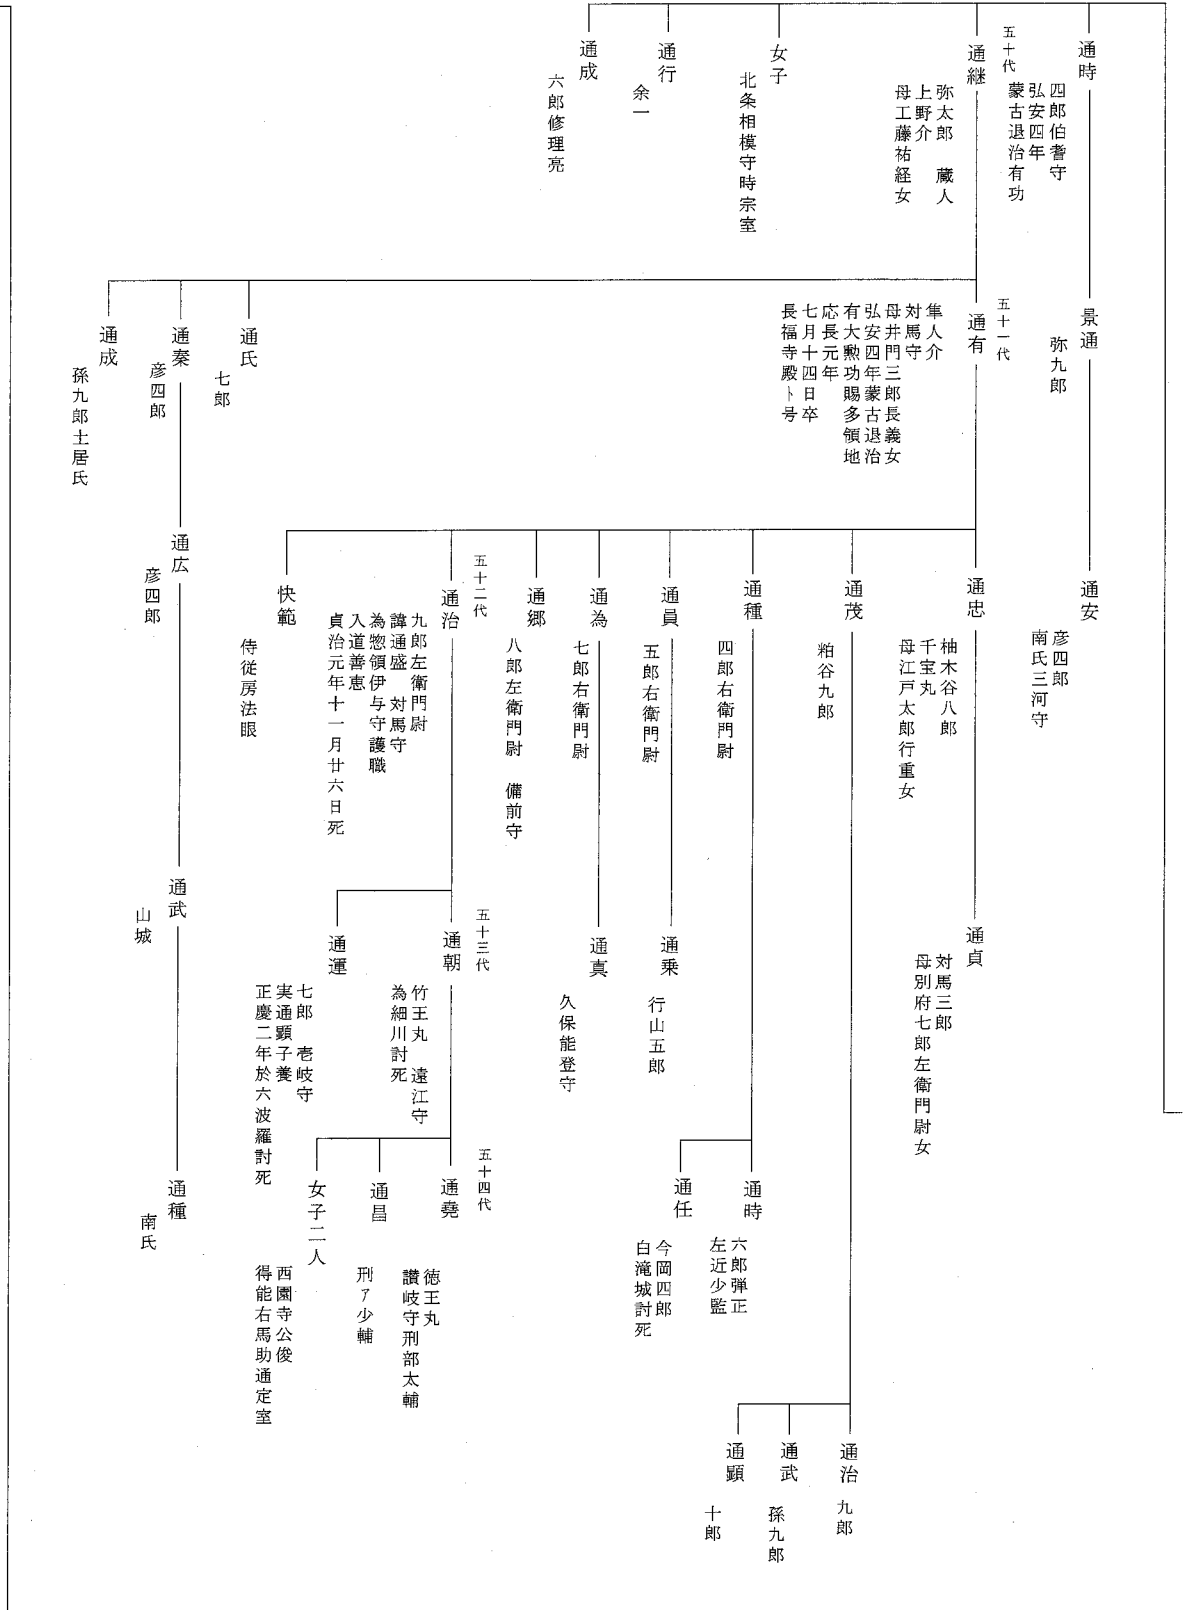 通時
四郎伯耆守
弘安四年
蒙古退治有功
五十代
通継
弥太郎　蔵人
上野介
母工藤祐経女
女子
北条相模守時宗室
通行
余一
通成
六郎修理亮
景通
弥九郎
五十一代
通有
隼人介
対馬守
母井門三郎長義女
弘安四年蒙古退治
有大勲功賜多領地
応長元年
七月十四日卒
長福寺殿ト号
通氏
七郎
通秦
彦四郎
通成
孫九郎土居氏
通安
彦四郎
南氏三河守
通忠
柚木谷八郎
千宝丸
母江戸太郎行重女
通茂
粕谷九郎
通種
四郎右衛門尉
通員
五郎右衛門尉
通為
七郎右衛門尉
通郷
八郎左衛門尉　備前守
五十二代
通治
九郎左衛門尉
諱通盛　対馬守
為惣領伊与守護職
入道善恵
貞治元年十一月廿六日死
快範
侍従房法眼
通広
彦四郎
通貞
対馬三郎
母別府七郎左衛門尉女
通乗
行山五郎
通真
久保能登守
五十三代
通朝
竹王丸　遠江守
為細川討死
通運
七郎　壱岐守
実通顕子養
正慶二年於六波羅討死
通武
山城
通時
六郎弾正
左近少監
通任
今岡四郎
白滝城討死
五十四代
通堯
徳王丸
讃岐守刑部太輔
通昌
刑ア少輔
女子二人
西園寺公俊
得能右馬助通定室
通種
南氏
通治
九郎
通武
孫九郎
通顕
十郎